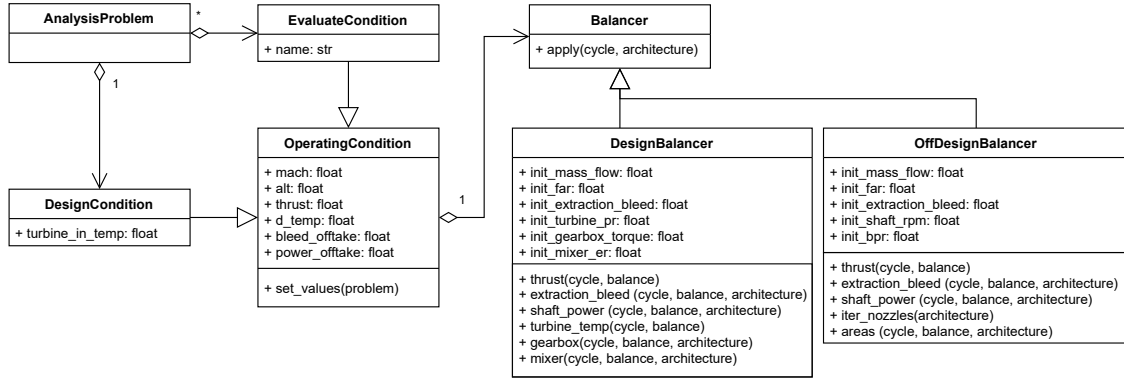 AnalysisProblem
*
1
EvaluateCondition
+ name: str
OperatingCondition
+ mach: float
+ alt: float
+ thrust: float
+ d_temp: float
+ bleed_offtake: float
+ power_offtake: float
+ set_values(problem)
1
DesignCondition
+ turbine_in_temp: float
Balancer
+ apply(cycle, architecture)
DesignBalancer
+ init_mass_flow: float
+ init_far: float
+ init_extraction_bleed: float
+ init_turbine_pr: float
+ init_gearbox_torque: float
+ init_mixer_er: float
+ thrust(cycle, balance)
+ extraction_bleed (cycle, balance, architecture)
+ shaft_power (cycle, balance, architecture)
+ turbine_temp(cycle, balance)
+ gearbox(cycle, balance, architecture)
+ mixer(cycle, balance, architecture)
OffDesignBalancer
+ init_mass_flow: float
+ init_far: float
+ init_extraction_bleed: float
+ init_shaft_rpm: float
+ init_bpr: float
+ thrust(cycle, balance)
+ extraction_bleed (cycle, balance, architecture)
+ shaft_power (cycle, balance, architecture)
+ iter_nozzles(architecture)
+ areas (cycle, balance, architecture)